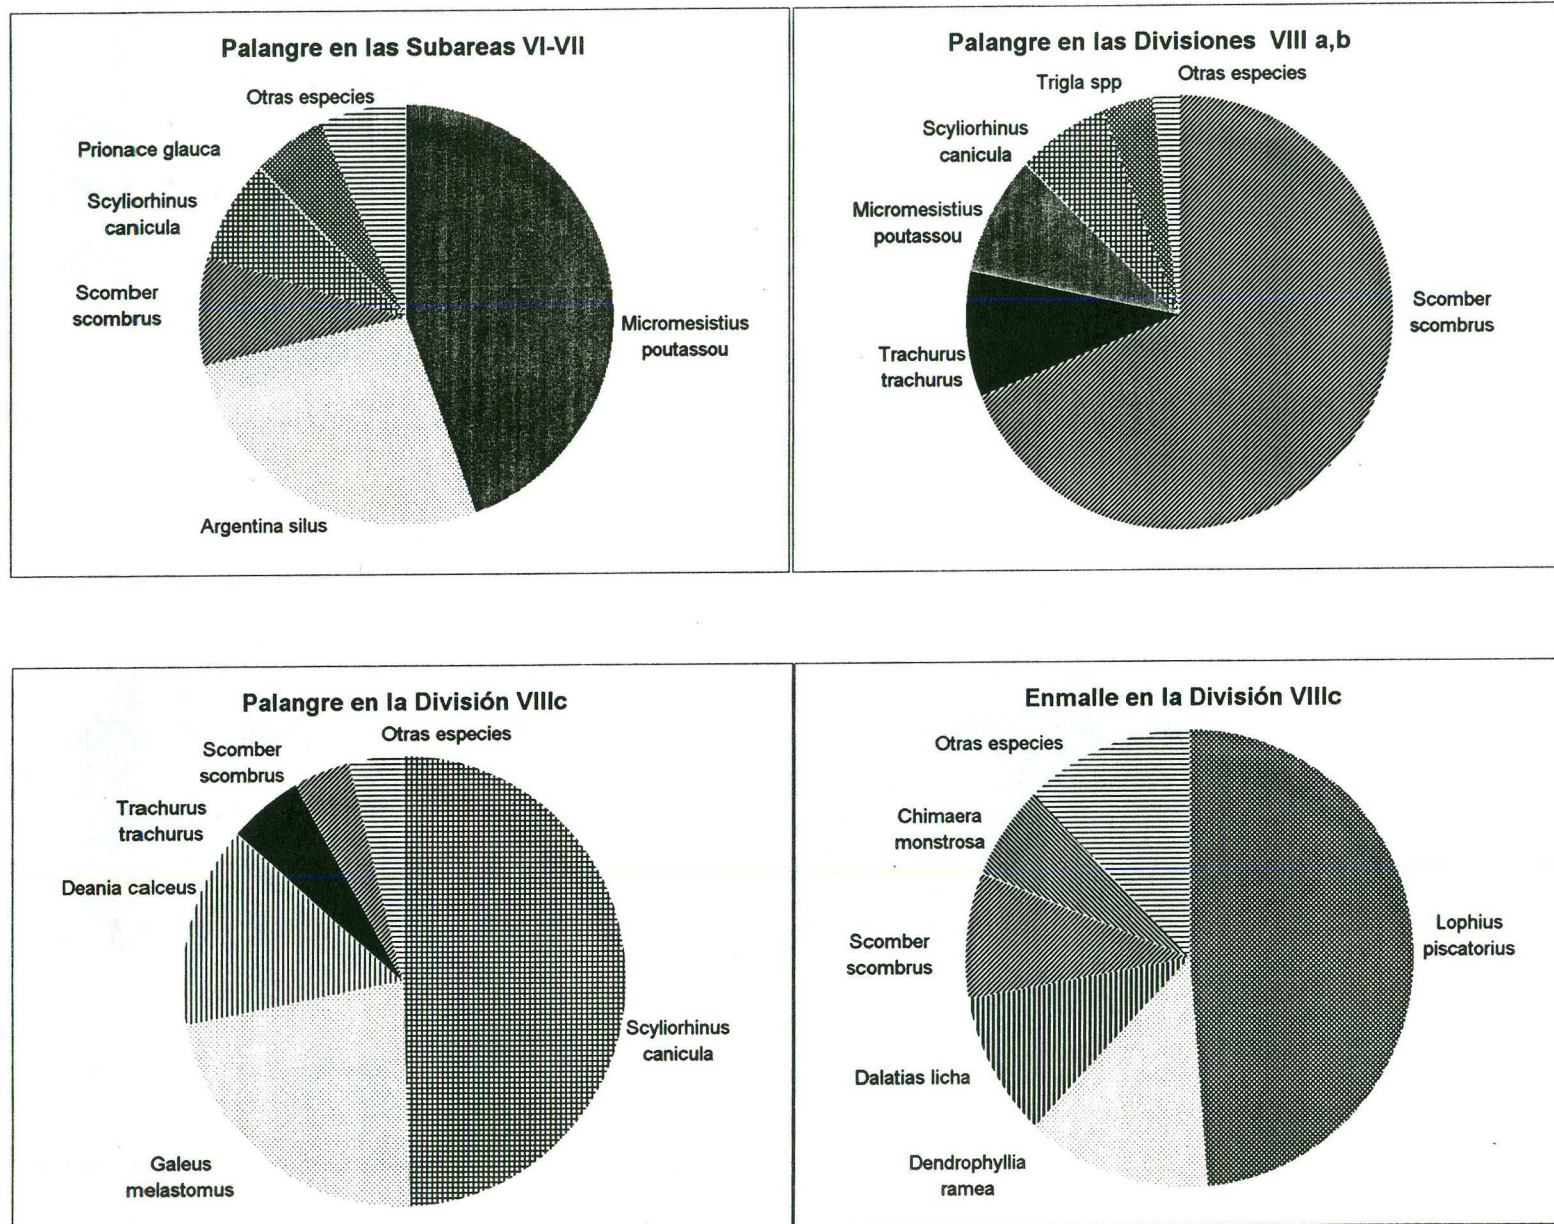 Palangre en las Subareas VI-VII
Otras especies
Prionace glauca
Scyliorhinus
canicula
Scomber
scombrus
Micromesistius
poutassou
Argentina silus
Palangre en las Divisiones VIII a,b
Trigla spp
Otras especies
Scyliorhinus
canicula
Micromesistius
poutassou
Scomber
scombrus
Trachurus
trachurus
Palangre en la División VIIIc
Otras especies
Scomber
scombrus
Trachurus
trachurus
Deania calceus
Scyliorhinus
canicula
Galeus
melastomus
Enmalle en la División VIIIc
Otras especies
Chimaera
monstrosa
Lophius
piscatorius
Scomber
scombrus
Dalatias licha
Dendrophyllia
ramea